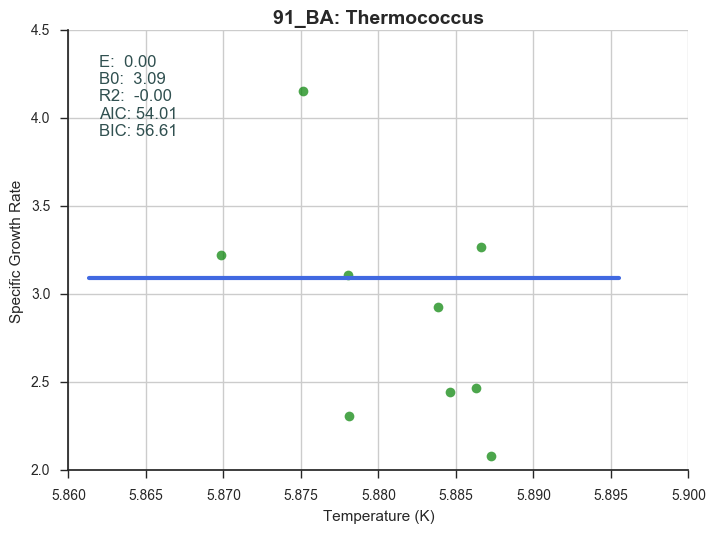 91_BA: Thermococcus
E:  0.00
B0:  3.09
R2:  -0.00
AIC: 54.01
BIC: 56.61
Specific Growth Rate
4.5
4.0
3.5
3.0
2.5
2.0
5.860 5.865 5.870 5.875 5.880 5.885 5.890 5.895 5.900
Temperature (K)